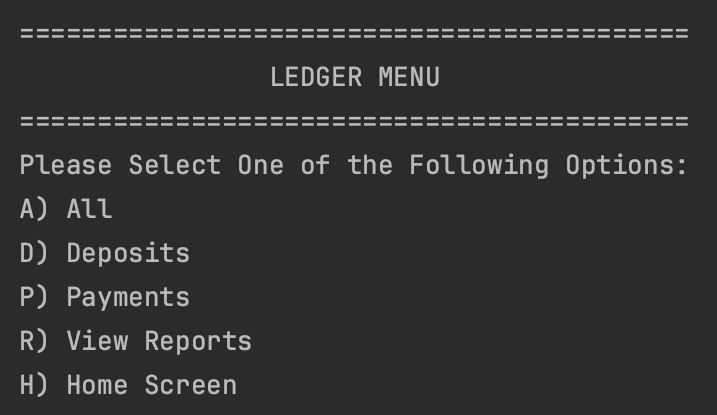 ===========================================
LEDGER MENU
===========================================
Please Select One of the Following Options:
A) All
D) Deposits
P) Payments
R) View Reports
H) Home Screen